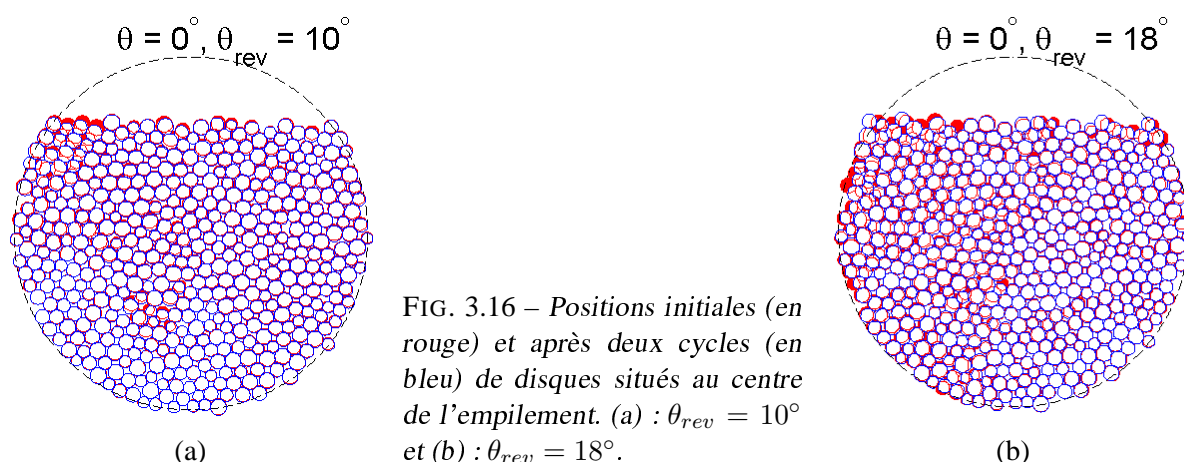 θ = 0°, θrev = 10°
θ = 0°, θrev = 18°
FIG. 3.16 – Positions initiales (en
rouge) et après deux cycles (en
bleu) de disques situés au centre
de l'empilement. (a) : θrev = 10°
et (b) : θrev = 18°.
(a)
(b)